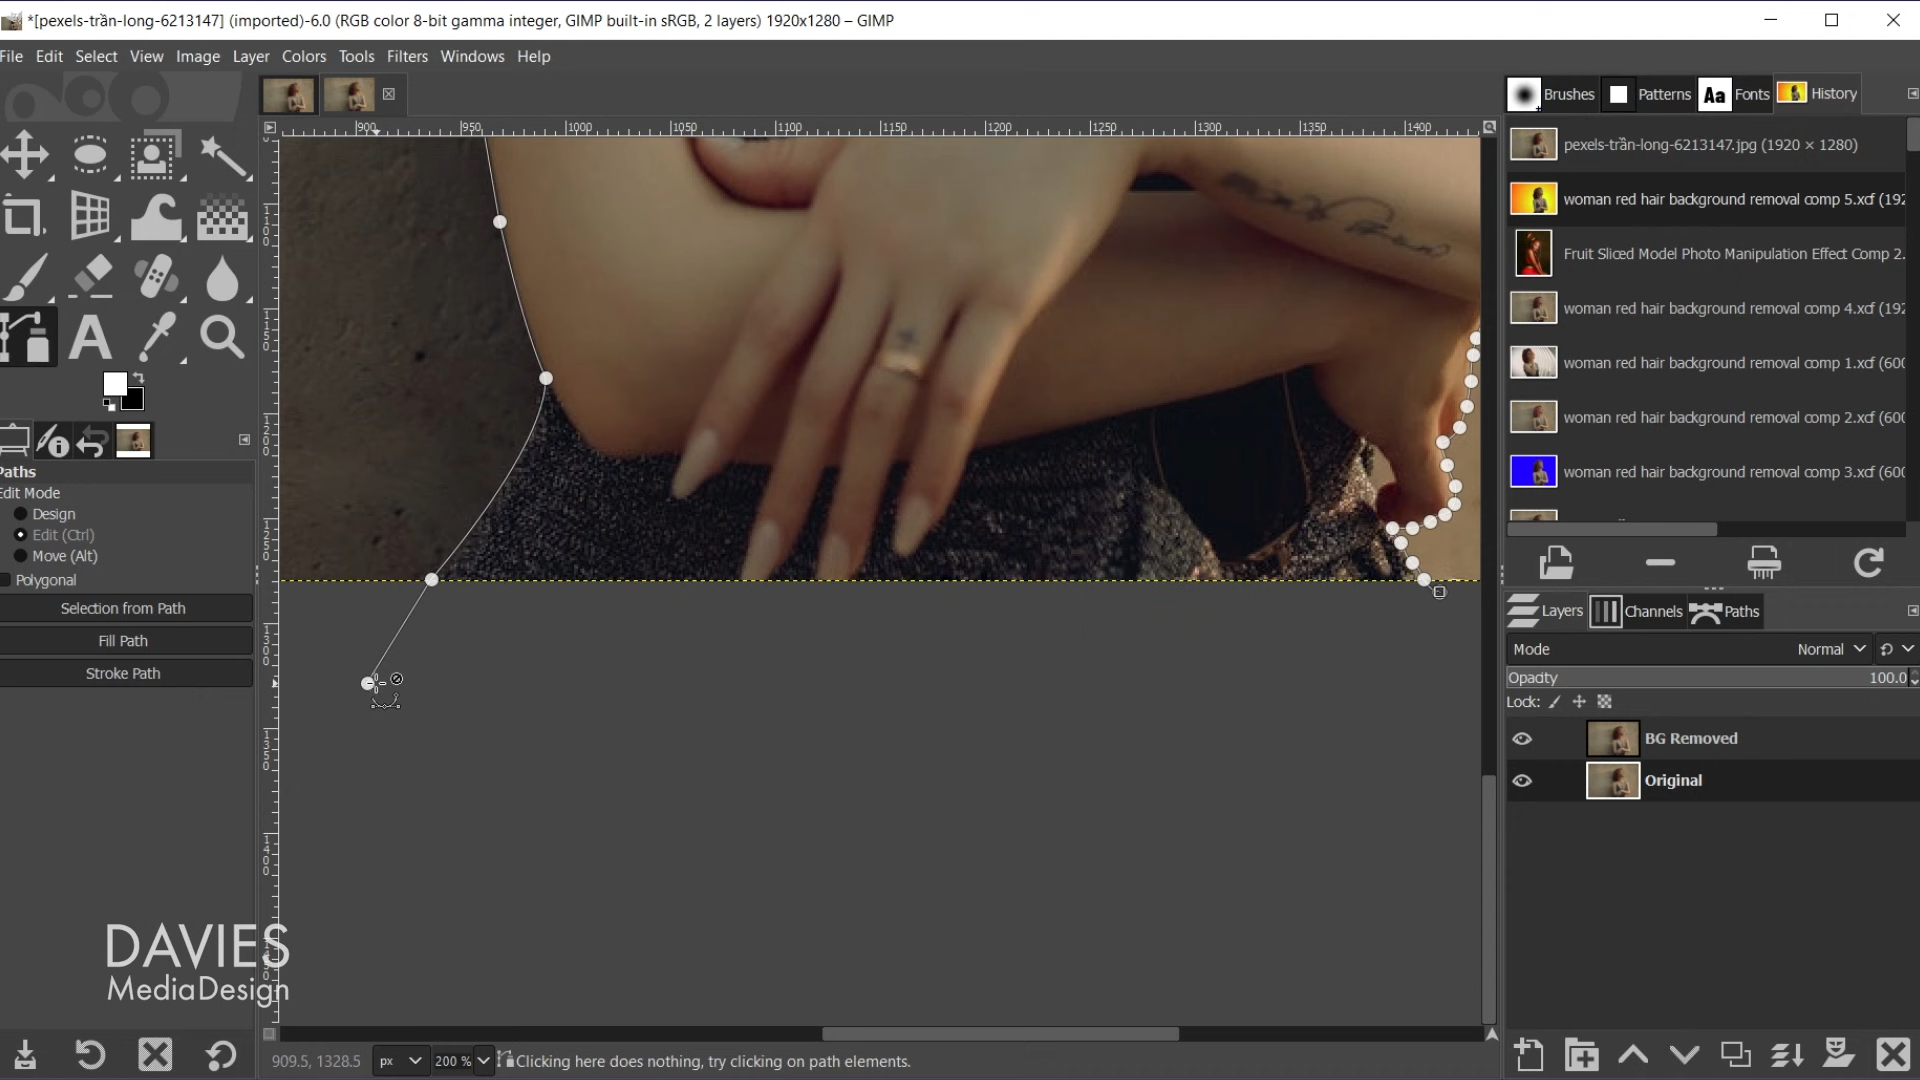 *[pexels-trần-long-6213147] (imported)-6.0 (RGB color 8-bit gamma integer, GIMP built-in sRGB, 2 layers) 1920x1280 – GIMP
File Edit Select View Image Layer Colors Tools Filters Windows Help
Brushes Patterns Aa Fonts History
900 950 1000 1050 1100 1150 1200 1250 1300 1350 1400
pexels-trần-long-6213147.jpg (1920 × 1280)
woman red hair background removal comp 5.xcf (192
Fruit Sliced Model Photo Manipulation Effect Comp 2.
woman red hair background removal comp 4.xcf (192
woman red hair background removal comp 1.xcf (600
woman red hair background removal comp 2.xcf (600
woman red hair background removal comp 3.xcf (600
1100
1150
1200
1250
1300
1350
1400
Paths
Edit Mode
Design
Edit (Ctrl)
Move (Alt)
Polygonal
Selection from Path
Fill Path
Stroke Path
Layers Channels Paths
Mode Normal
Opacity 100.0
Lock:
BG Removed
Original
DAVIES
MediaDesign
909.5, 1328.5 px 200 % Clicking here does nothing, try clicking on path elements.